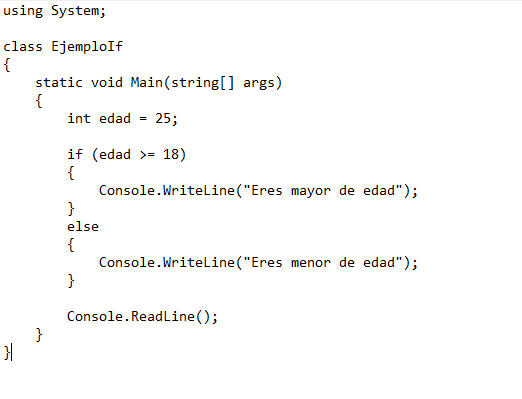 using System;

class EjemploIf
{
    static void Main(string[] args)
    {
        int edad = 25;

        if (edad >= 18)
        {
            Console.WriteLine("Eres mayor de edad");
        }
        else
        {
            Console.WriteLine("Eres menor de edad");
        }

        Console.ReadLine();
    }
}